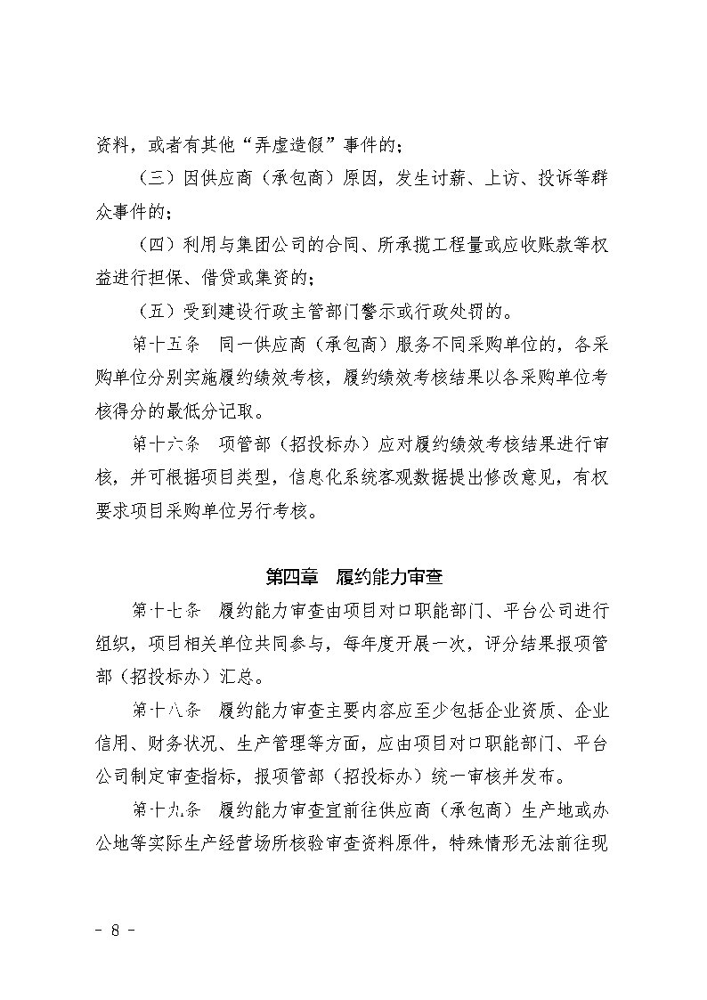 资料，或者有其他“弄虚造假”事件的；
（三）因供应商（承包商）原因，发生讨薪、上访、投诉等群
众事件的；
（四）利用与集团公司的合同、所承揽工程量或应收账款等权
益进行担保、借贷或集资的；
（五）受到建设行政主管部门警示或行政处罚的。
第十五条　同一供应商（承包商）服务不同采购单位的，各采
购单位分别实施履约绩效考核，履约绩效考核结果以各采购单位考
核得分的最低分记取。
第十六条　项管部（招投标办）应对履约绩效考核结果进行审
核，并可根据项目类型，信息化系统客观数据提出修改意见，有权
要求项目采购单位另行考核。
第四章　履约能力审查
第十七条　履约能力审查由项目对口职能部门、平台公司进行
组织，项目相关单位共同参与，每年度开展一次，评分结果报项管
部（招投标办）汇总。
第十八条　履约能力审查主要内容应至少包括企业资质、企业
信用、财务状况、生产管理等方面，应由项目对口职能部门、平台
公司制定审查指标，报项管部（招投标办）统一审核并发布。
第十九条　履约能力审查宜前往供应商（承包商）生产地或办
公地等实际生产经营场所核验审查资料原件，特殊情形无法前往现
- 8 -